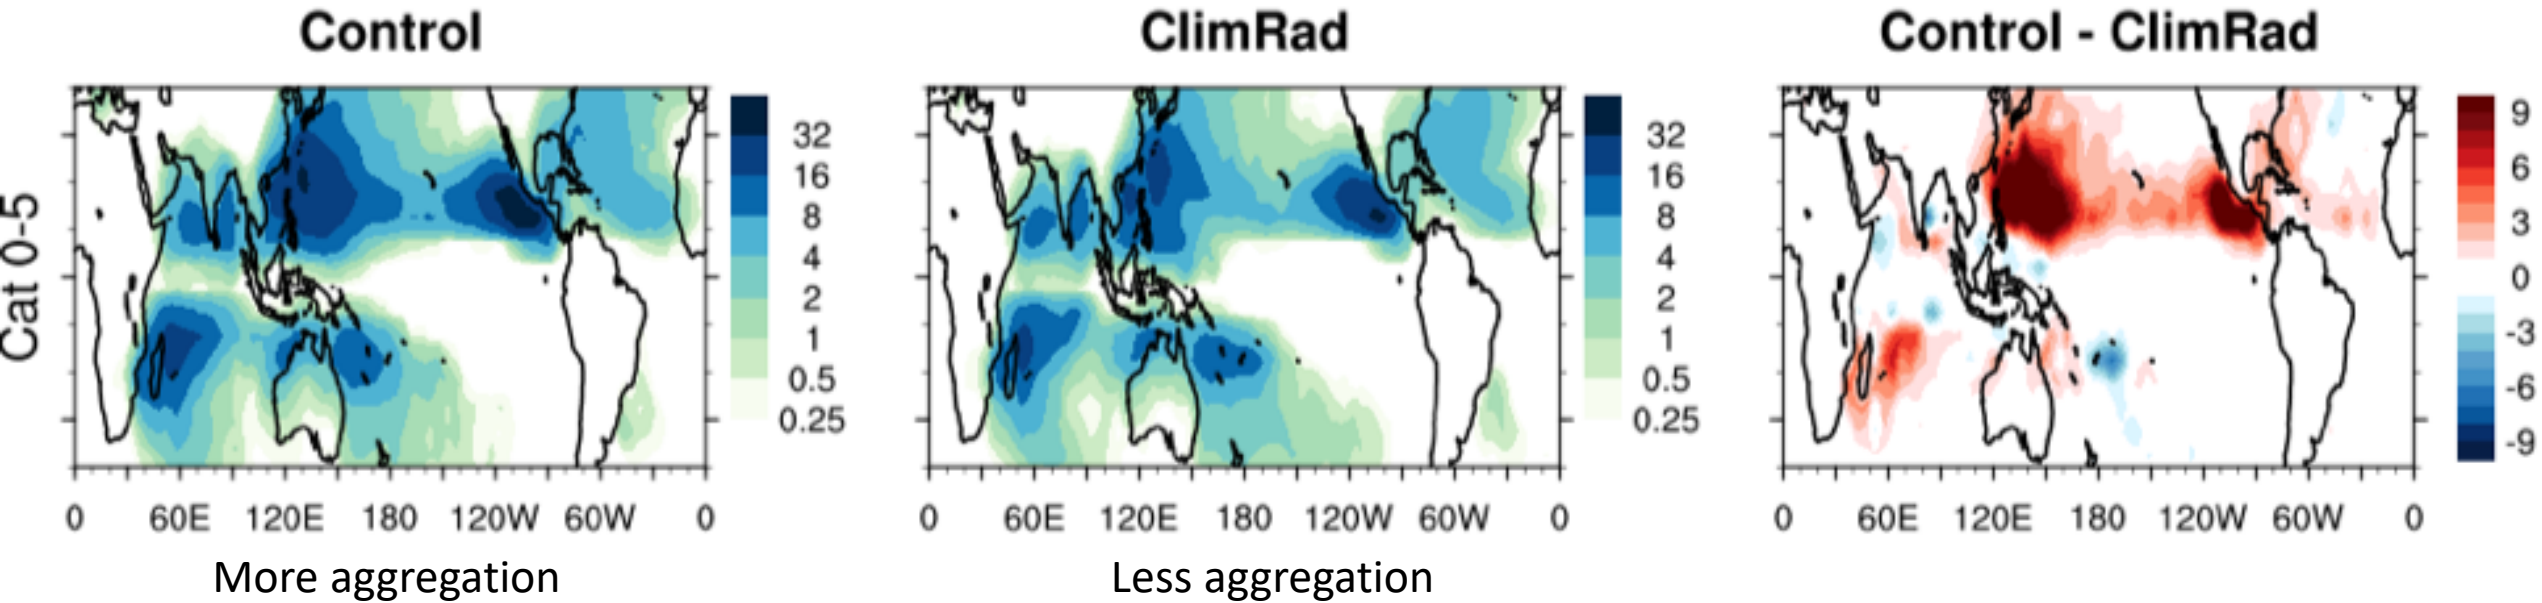 Control
ClimRad
Control - ClimRad
Cat 0-5
32
16
8
4
2
1
0.5
0.25
32
16
8
4
2
1
0.5
0.25
9
6
3
0
-3
-6
-9
0 60E 120E 180 120W 60W 0
0 60E 120E 180 120W 60W 0
0 60E 120E 180 120W 60W 0
More aggregation
Less aggregation